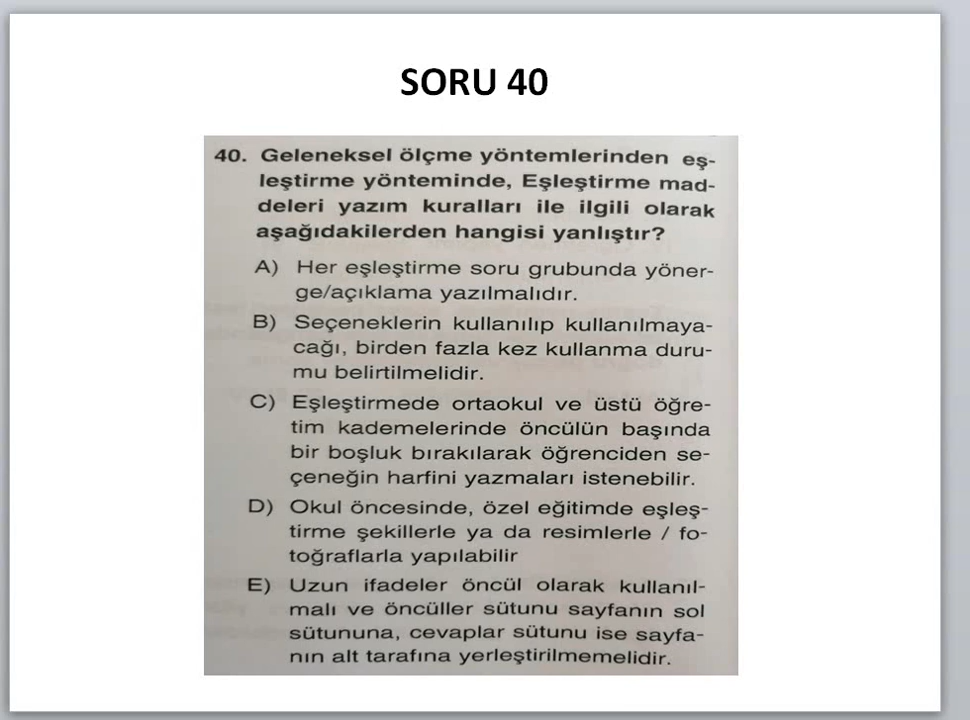 SORU 40
40. Geleneksel ölçme yöntemlerinden eş-
leştirme yönteminde, Eşleştirme mad-
deleri yazım kuralları ile ilgili olarak
aşağıdakilerden hangisi yanlıştır?
A) Her eşleştirme soru grubunda yöner-
ge/açıklama yazılmalıdır.
B) Seçeneklerin kullanılıp kullanılmaya-
cağı, birden fazla kez kullanma duru-
mu belirtilmelidir.
C) Eşleştirmede ortaokul ve üstü öğre-
tim kademelerinde öncülün başında
bir boşluk bırakılarak öğrenciden se-
çeneğin harfini yazmaları istenebilir.
D) Okul öncesinde, özel eğitimde eşleş-
tirme şekillerle ya da resimlerle / fo-
toğraflarla yapılabilir
E) Uzun ifadeler öncül olarak kullanıl-
malı ve öncüller sütunu sayfanın sol
sütununa, cevaplar sütunu ise sayfa-
nın alt tarafına yerleştirilmemelidir.